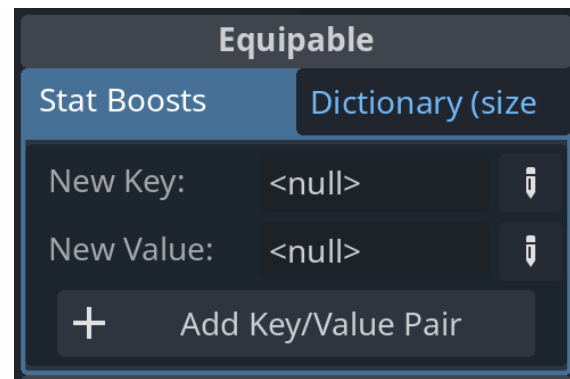 Equipable
Stat Boosts Dictionary (size
New Key: <null>
New Value: <null>
Add Key/Value Pair